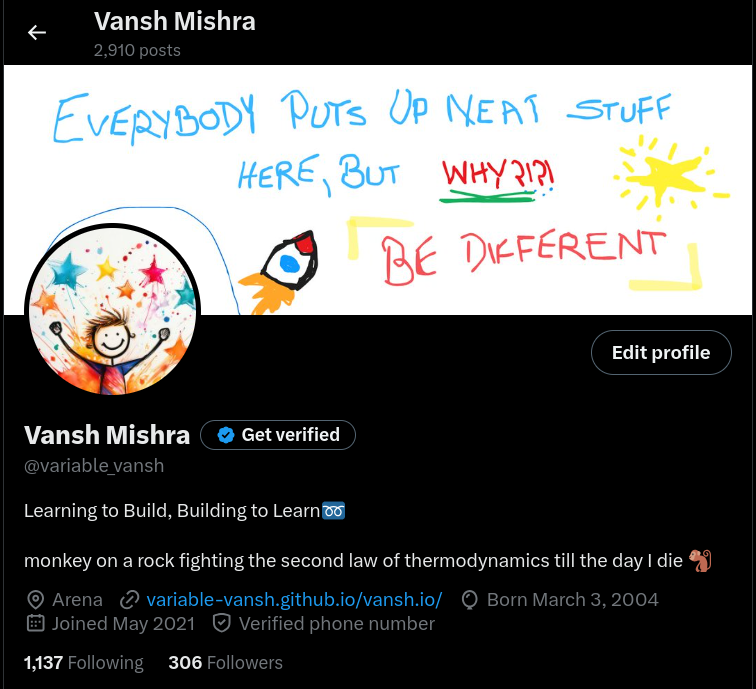 Vansh Mishra
2,910 posts
EVERYBODY PUTS UP NEAT STUFF
HERE, BUT WHY?!?!
BE DIFFERENT
Edit profile
Vansh Mishra Get verified
@variable_vansh
Learning to Build, Building to Learn➿
monkey on a rock fighting the second law of thermodynamics till the day I die 🐒
Arena variable-vansh.github.io/vansh.io/ Born March 3, 2004
Joined May 2021 Verified phone number
1,137 Following 306 Followers